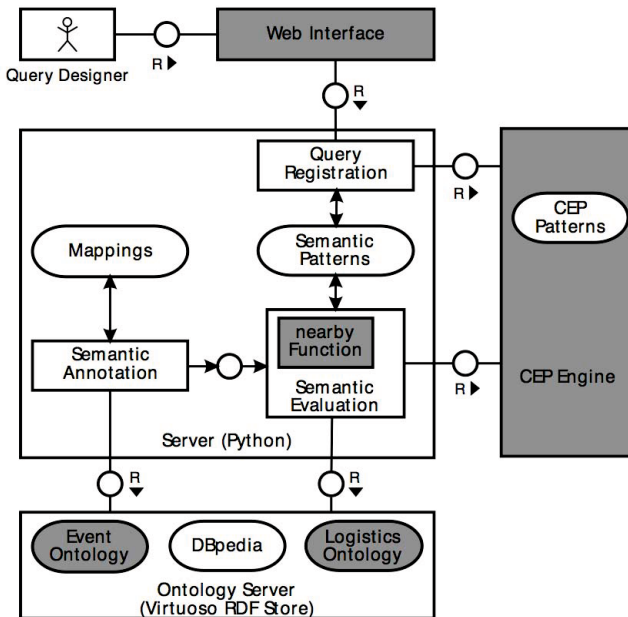 Web Interface
R
Query Designer
R
Query
Registration
R
CEP
Patterns
Mappings
Semantic
Patterns
nearby
Function
Semantic
Annotation
Semantic
Evaluation
R
CEP Engine
Server (Python)
R
R
Event
Ontology
DBpedia
Logistics
Ontology
Ontology Server
(Virtuoso RDF Store)